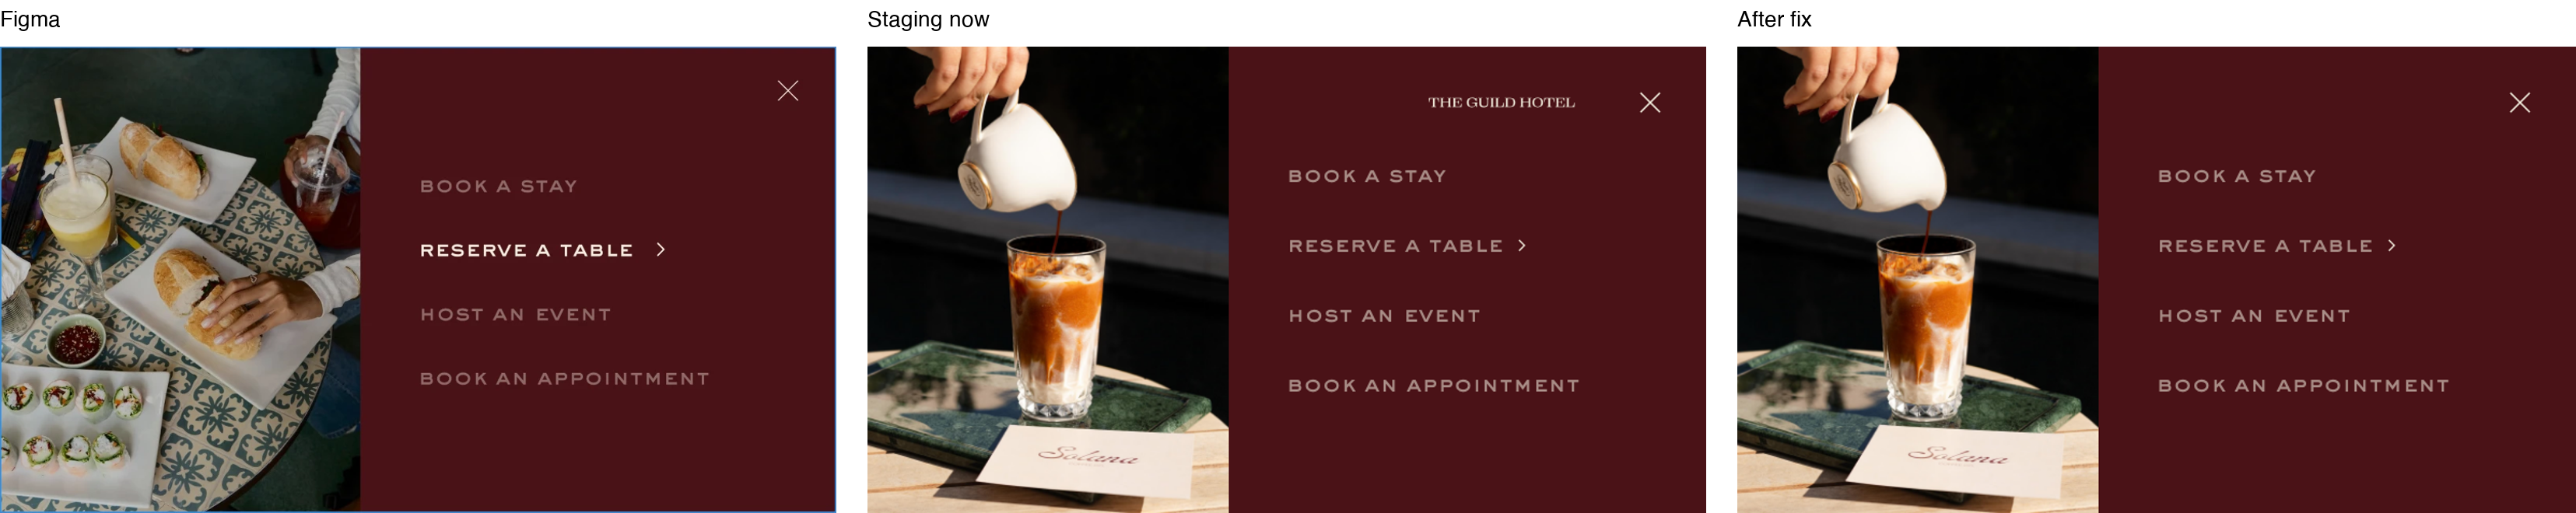 Figma
BOOK A STAY
RESERVE A TABLE >
HOST AN EVENT
BOOK AN APPOINTMENT
Staging now
THE GUILD HOTEL
BOOK A STAY
RESERVE A TABLE >
HOST AN EVENT
BOOK AN APPOINTMENT
Solana
After fix
BOOK A STAY
RESERVE A TABLE >
HOST AN EVENT
BOOK AN APPOINTMENT
Solana